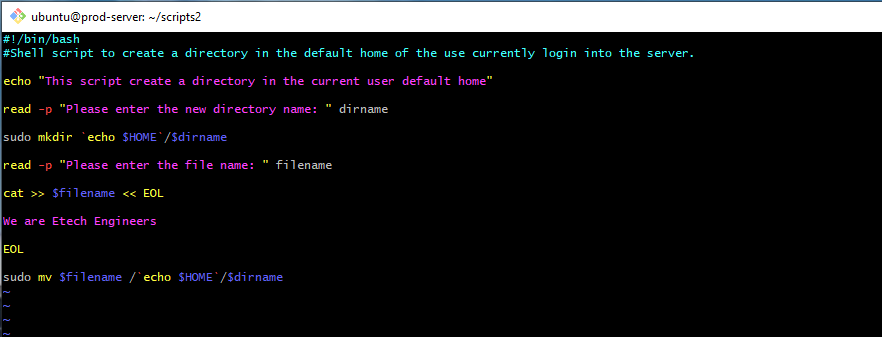 ubuntu@prod-server: ~/scripts2
#!/bin/bash
#Shell script to create a directory in the default home of the use currently login into the server.
echo "This script create a directory in the current user default home"
read -p "Please enter the new directory name: " dirname
sudo mkdir `echo $HOME`/$dirname
read -p "Please enter the file name: " filename
cat >> $filename << EOL
We are Etech Engineers
EOL
sudo mv $filename /`echo $HOME`/$dirname
~
~
~
~